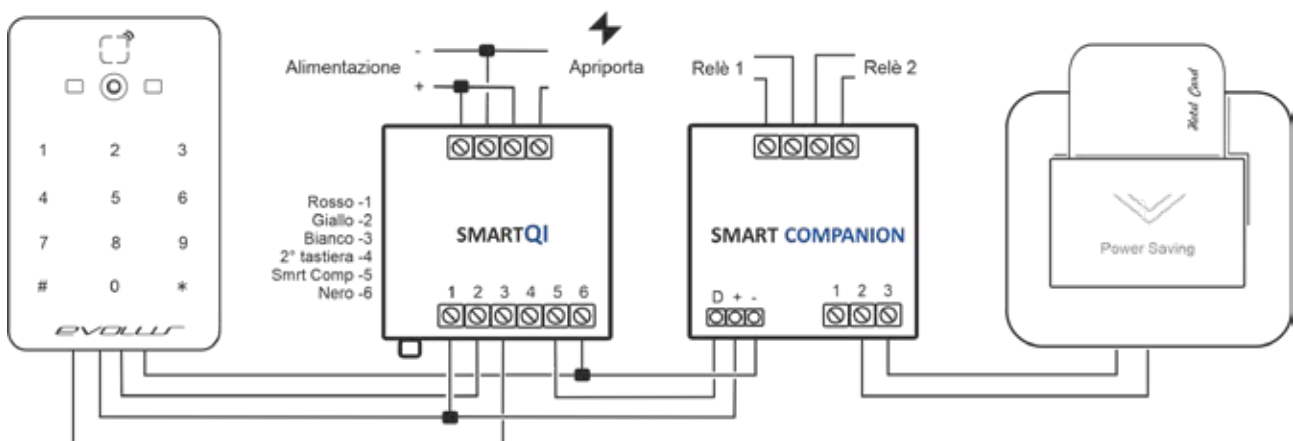 1 2 3
4 5 6
7 8 9
# 0 *
evolus
Alimentazione
-
+
Apriporta
Rosso -1
Giallo -2
Bianco -3
2° tastiera -4
Smrt Comp -5
Nero -6
SMARTQI
1 2 3 4 5 6
Relè 1
Relè 2
SMART COMPANION
D + -
1 2 3
Hotel Card
Power Saving